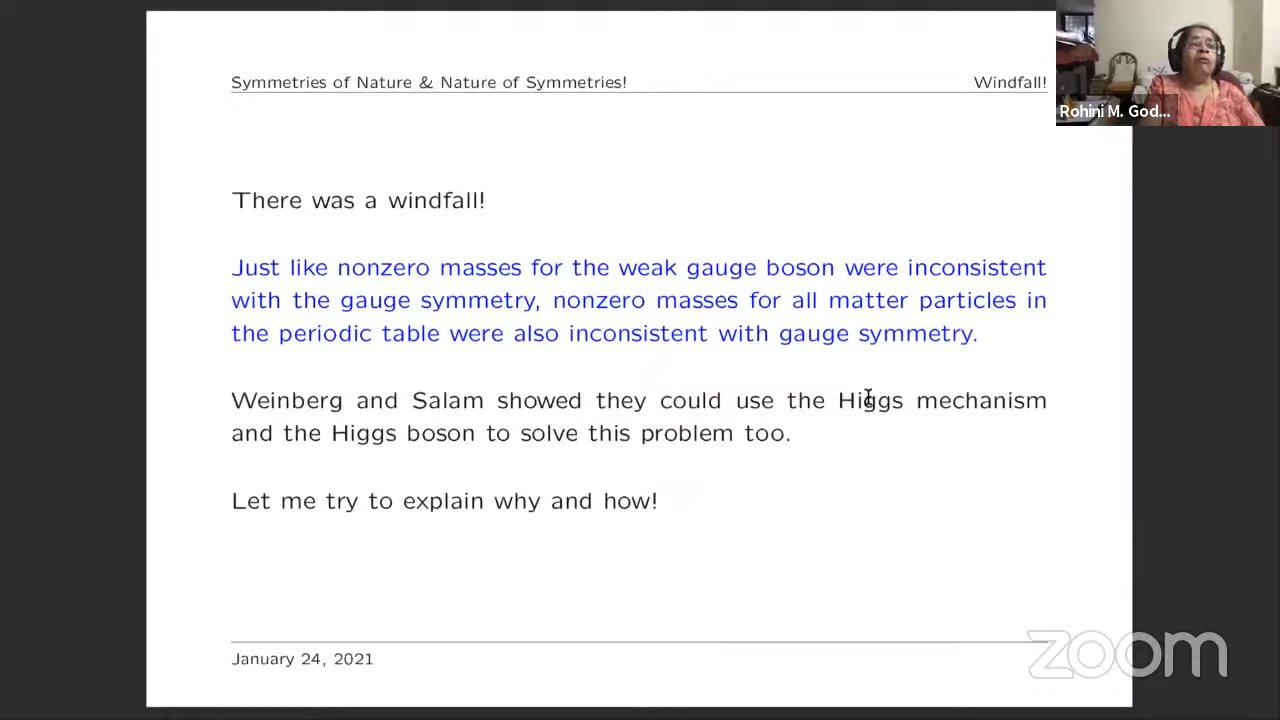 Symmetries of Nature & Nature of Symmetries! Windfall!
Rohini M. God...
There was a windfall!
Just like nonzero masses for the weak gauge boson were inconsistent
with the gauge symmetry, nonzero masses for all matter particles in
the periodic table were also inconsistent with gauge symmetry.
Weinberg and Salam showed they could use the Higgs mechanism
and the Higgs boson to solve this problem too.
Let me try to explain why and how!
January 24, 2021
zoom